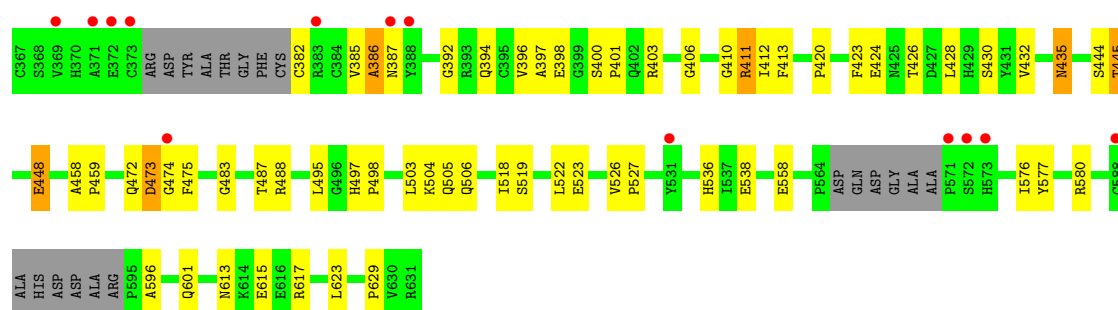 C367 S368 V369 H370 A371 E372 C373 ARG ASP TYR ALA THR GLY PHE CYS C382 R383 C384 V385 A386 N387 Y388 G392 R393 Q394 C395 V396 A397 E398 G399 S400 P401 Q402 R403 G406 G410 R411 I412 F413 P420 F423 E424 N425 T426 D427 L428 H429 S430 Y431 V432 N435 S444 T445
E448 A458 P459 Q472 D473 G474 F475 G483 T487 R488 L495 G496 H497 P498 L503 K504 Q505 Q506 I518 S519 L522 E523 V526 P527 Y531 H536 I537 E538 E558 P564 ASP GLN ASP GLY ALA ALA P571 S572 H573 I576 Y577 R580
ALA HIS ASP ASP ALA ARG P595 A596 Q601 N613 K614 E615 E616 R617 L623 P629 V630 R631